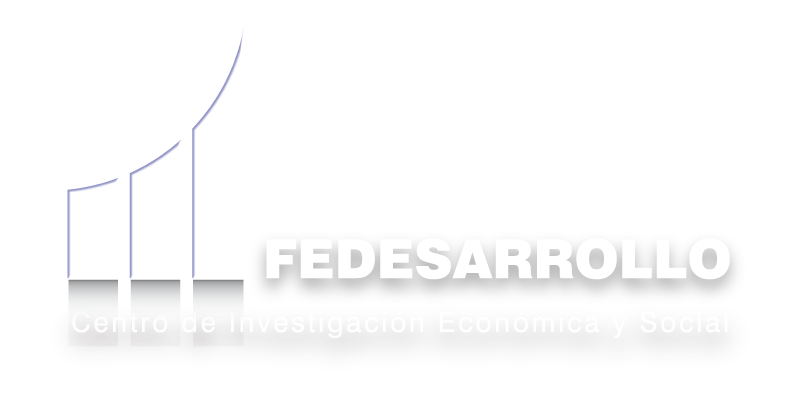 FEDESARROLLO
Centro de Investigación Económica y Social